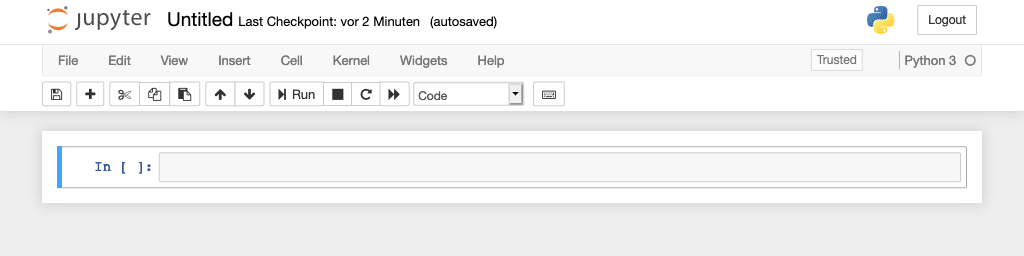 jupyter Untitled Last Checkpoint: vor 2 Minuten (autosaved) Logout
File Edit View Insert Cell Kernel Widgets Help Trusted Python 3
Run Code
In [ ]: